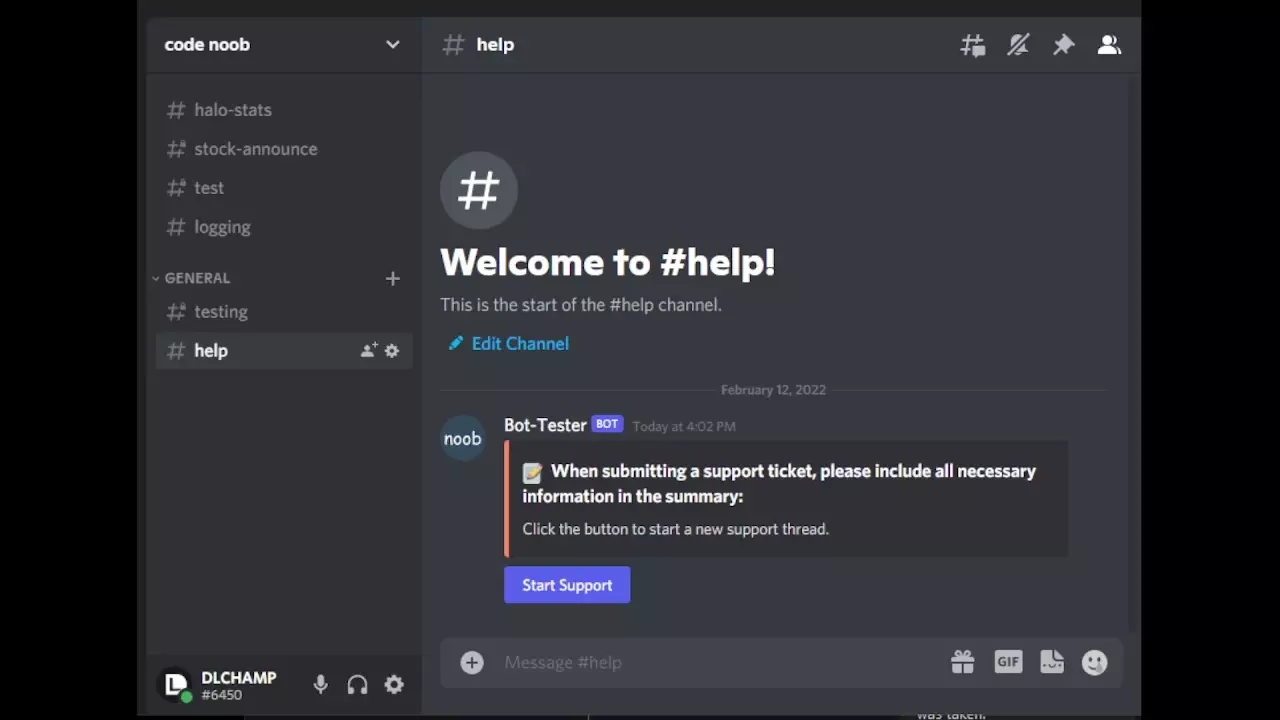 code noob
halo-stats
stock-announce
test
logging
GENERAL
testing
help
DLCHAMP
#6450
help
Welcome to #help!
This is the start of the #help channel.
Edit Channel
February 12, 2022
noob
Bot-Tester BOT Today at 4:02 PM
When submitting a support ticket, please include all necessary
information in the summary:
Click the button to start a new support thread.
Start Support
Message #help
GIF
was taken.